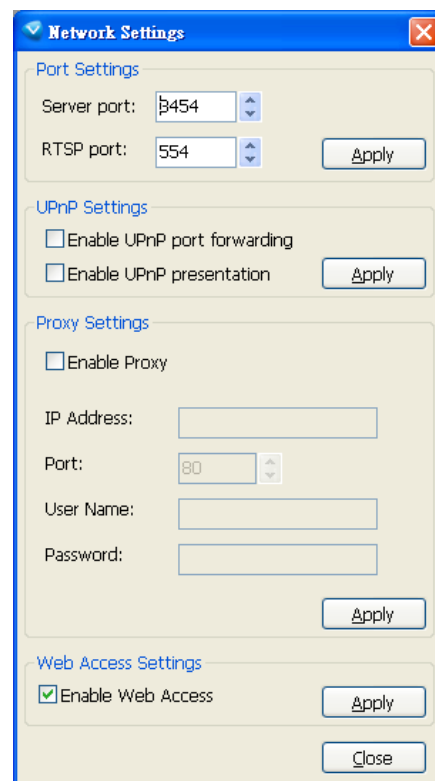 Network Settings
Port Settings
Server port: 3454
RTSP port: 554
Apply
UPnP Settings
Enable UPnP port forwarding
Enable UPnP presentation
Apply
Proxy Settings
Enable Proxy
IP Address:
Port: 80
User Name:
Password:
Apply
Web Access Settings
Enable Web Access
Apply
Close